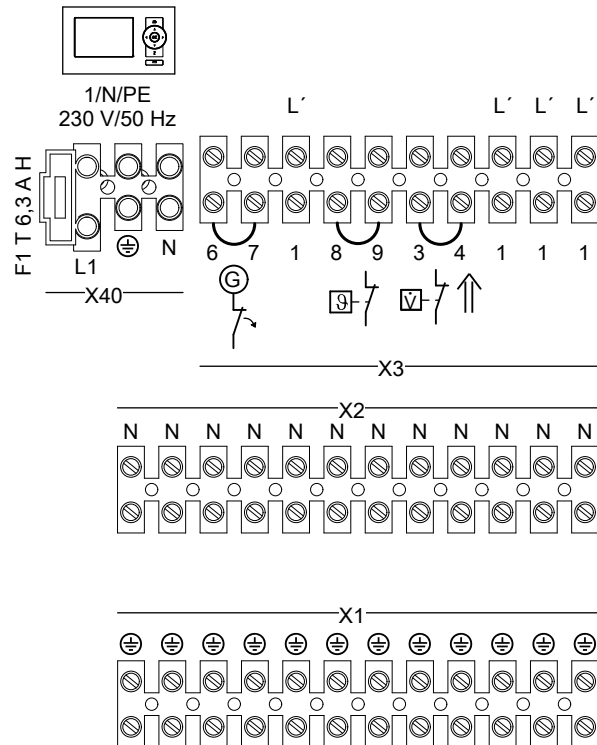 1/N/PE
230 V/50 Hz
L´ L´ L´ L´
F1 T 6,3 A H
L1 N
6 7 1 8 9 3 4 1 1 1
X40
G
ϑ V̇
X3
X2
N N N N N N N N N N N N
X1